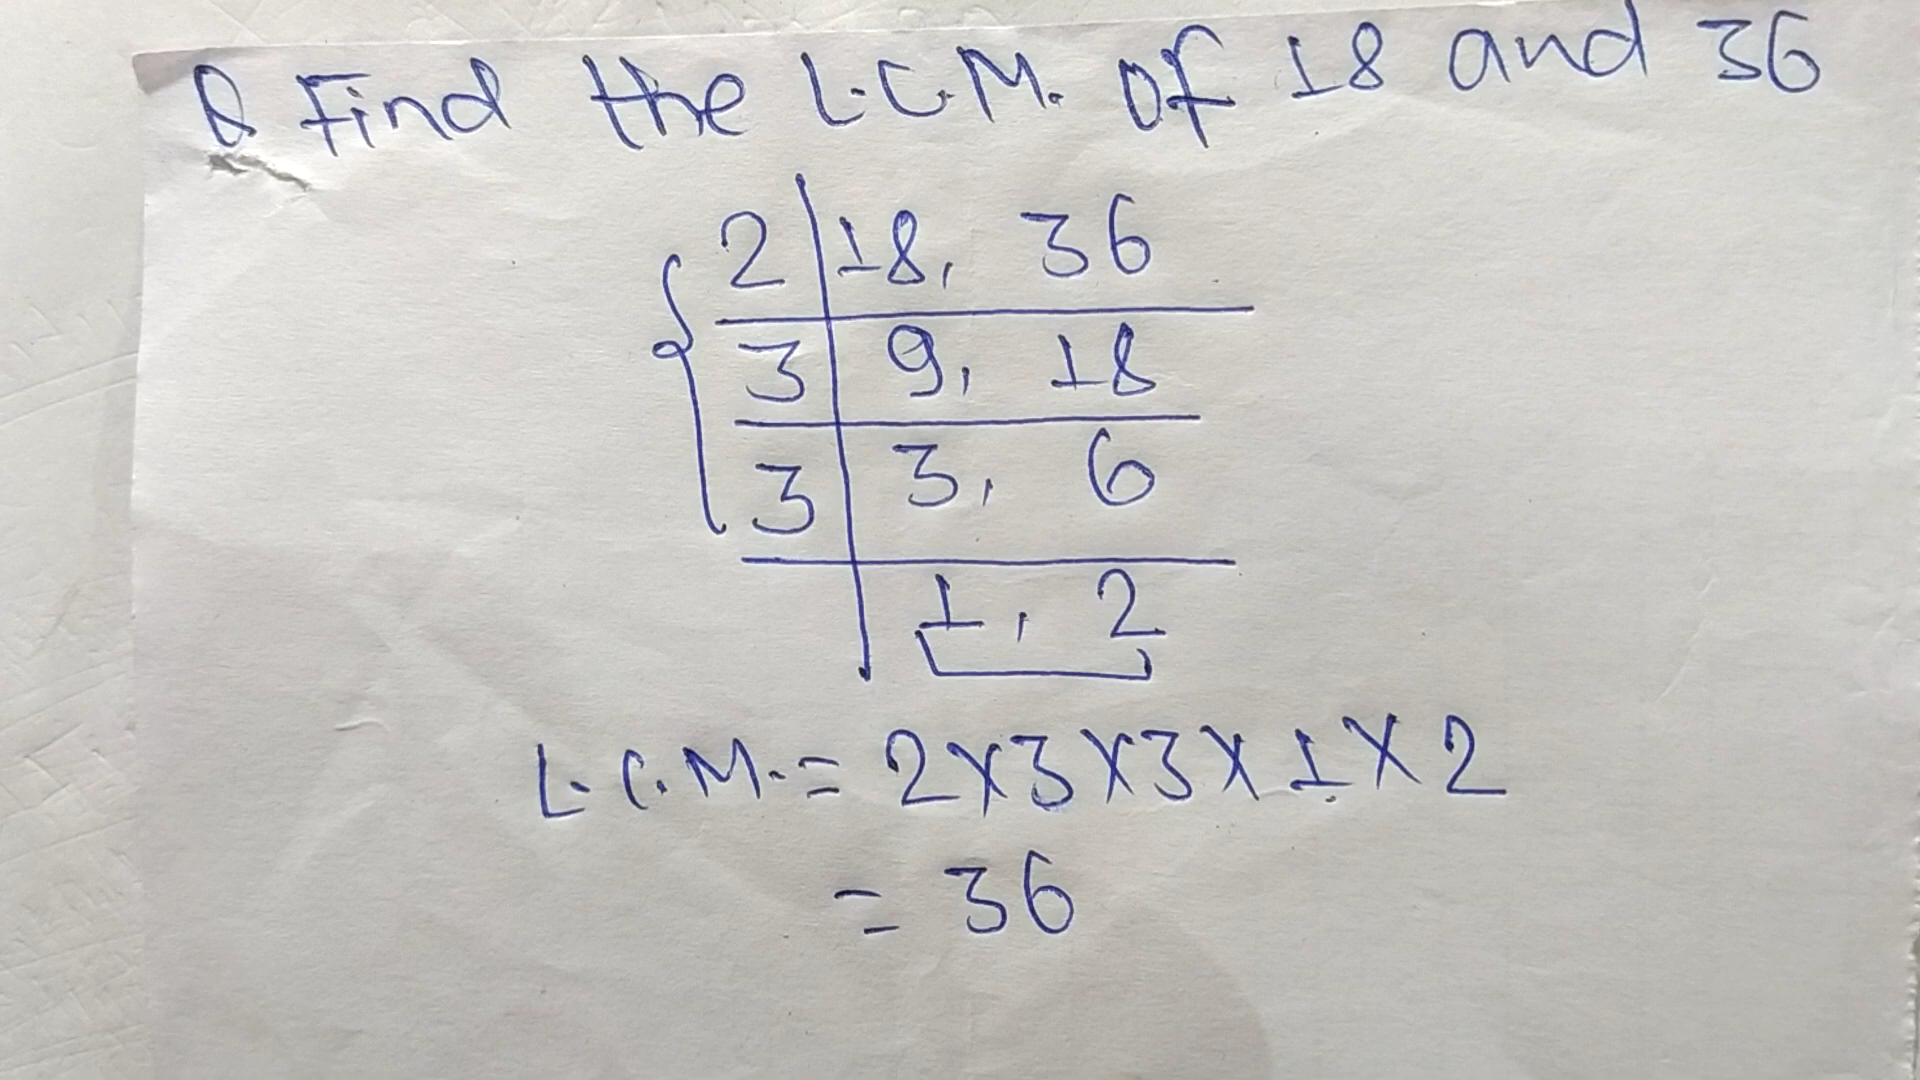 Q Find the L.C.M. of 18 and 36
2 | 18, 36
3 | 9, 18
3 | 3, 6
1, 2
L.C.M. = 2×3×3×1×2
= 36